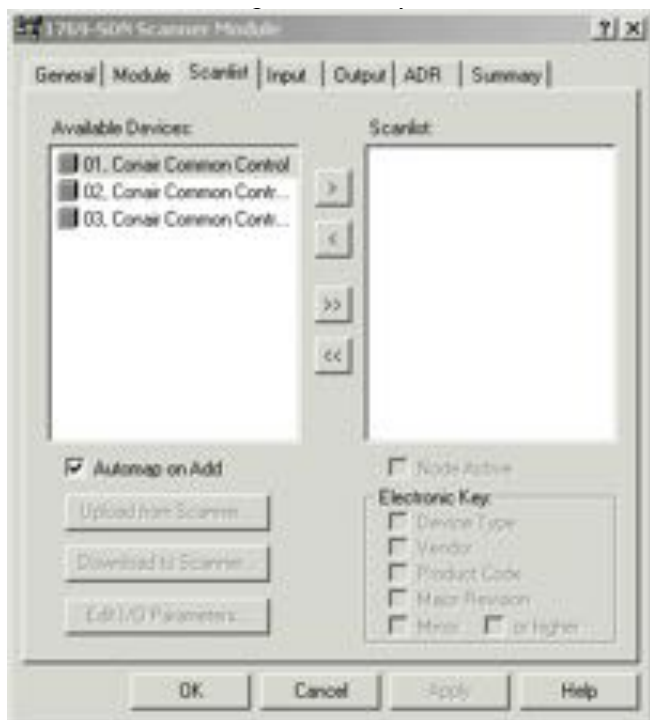 1769-SDN Scanner Module
General Module Scanlist Input Output ADR Summary
Available Devices: Scanlist:
01, Conair Common Control
02, Conair Common Contr...
03, Conair Common Contr...
>
<
>>
<<
Automap on Add
Node Active
Upload from Scanner...
Download to Scanner...
Edit I/O Parameters...
Electronic Key:
Device Type
Vendor
Product Code
Major Revision
Minor or higher
OK Cancel Apply Help